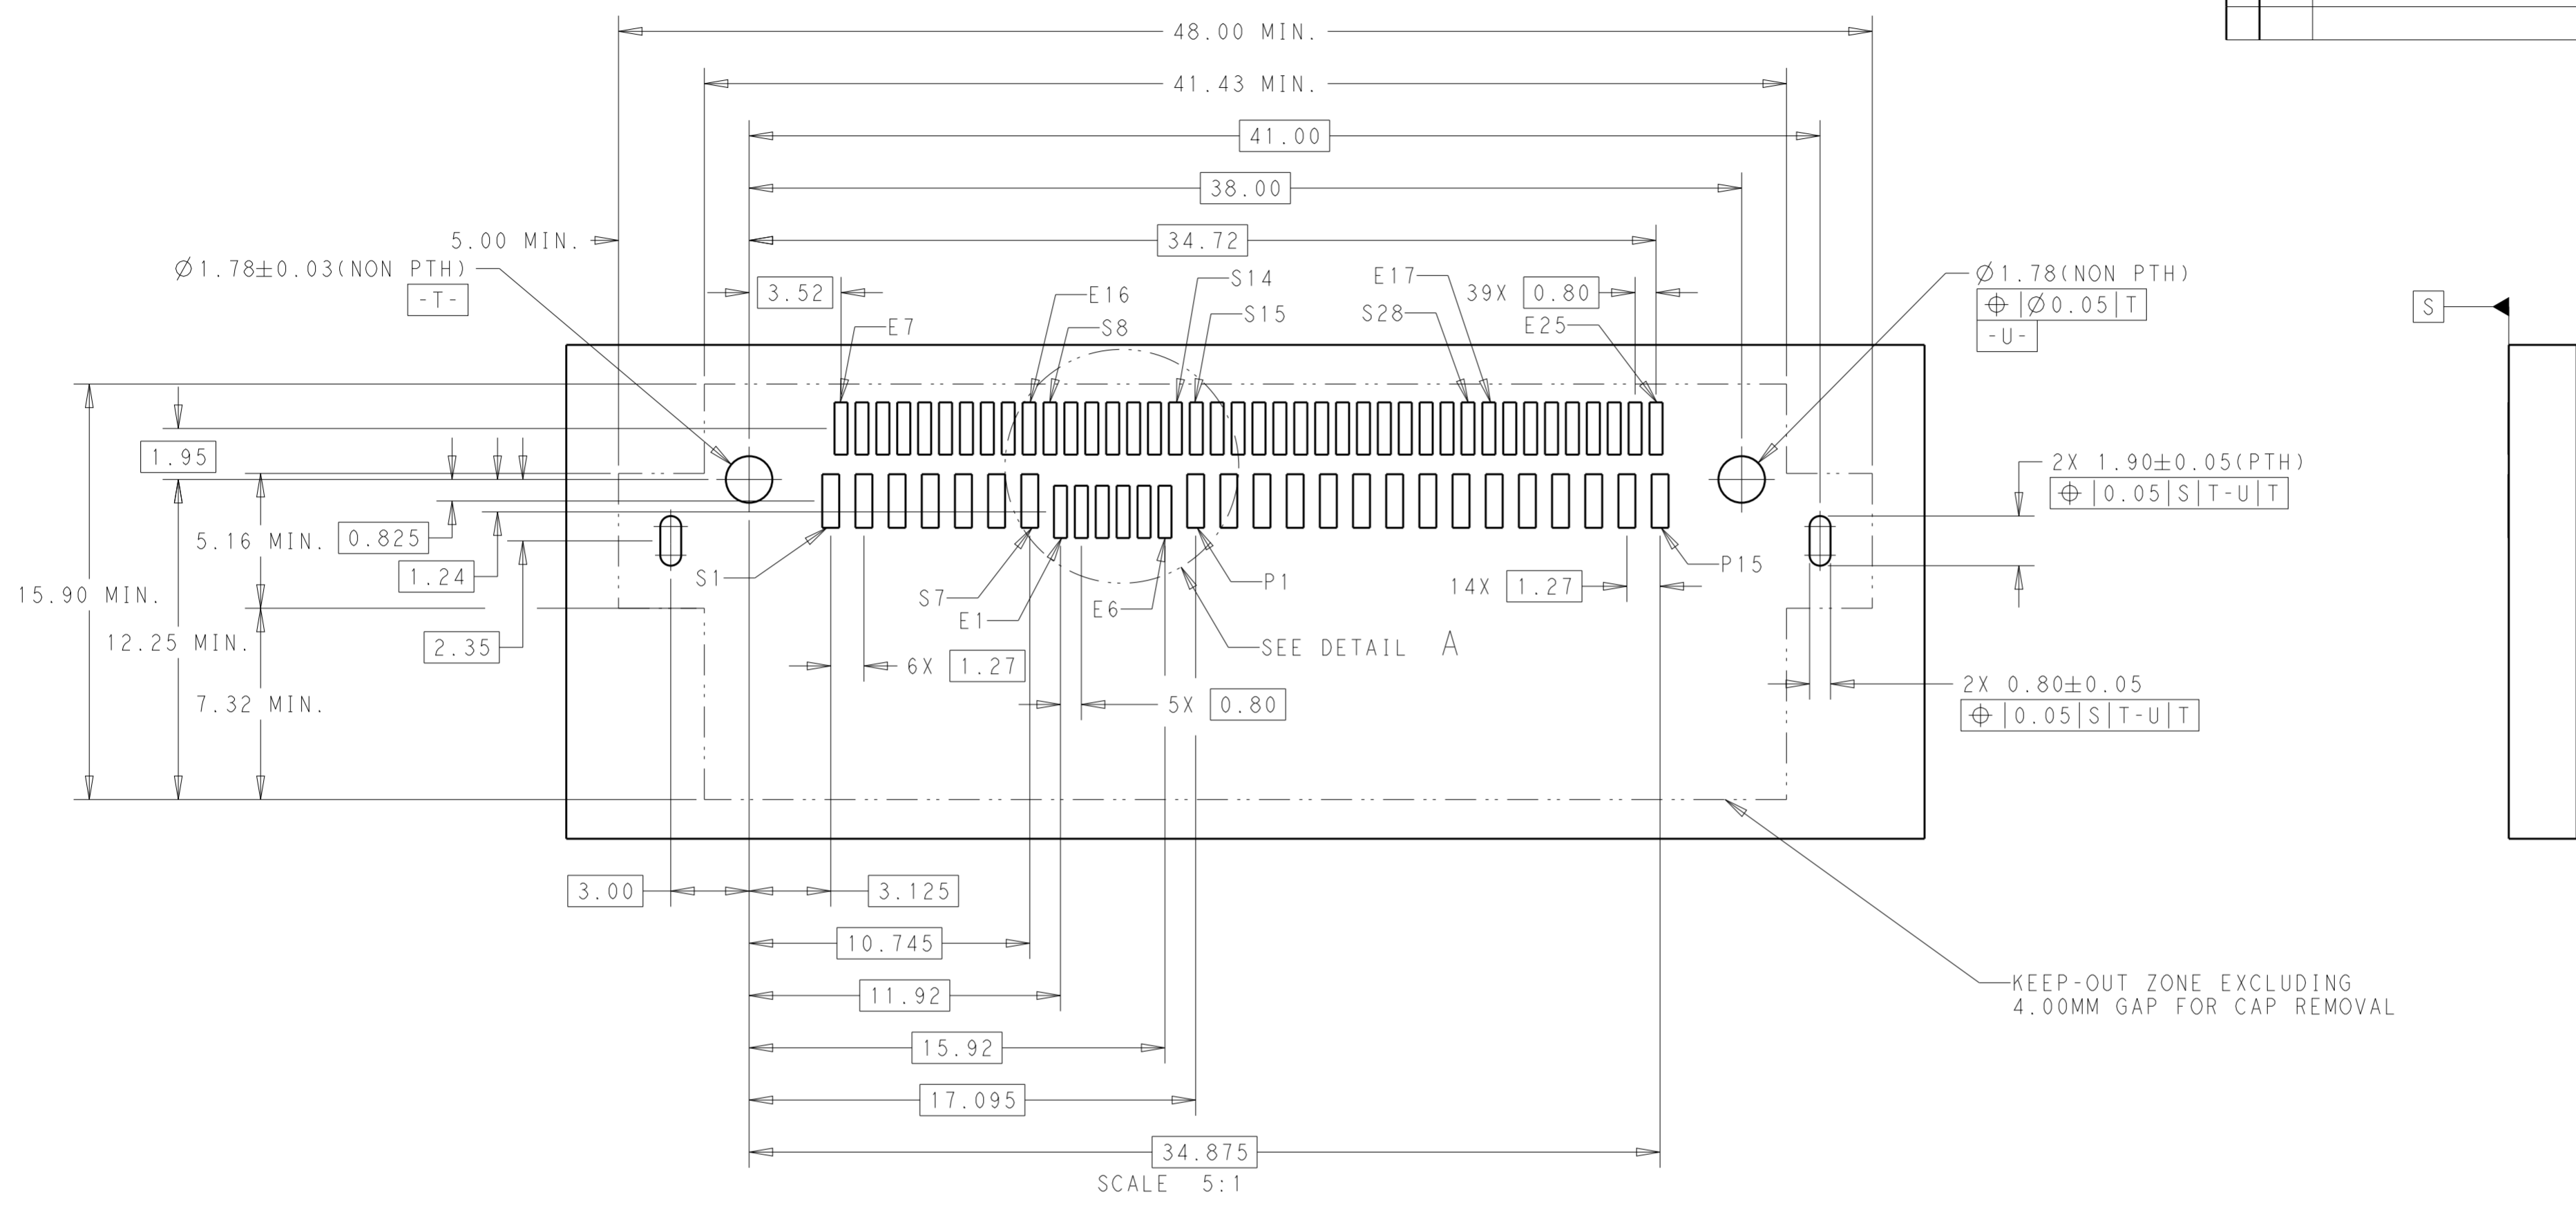 48.00 MIN.
41.43 MIN.
41.00
38.00
5.00 MIN.
34.72
Ø1.78±0.03(NON PTH)
-T-
3.52
E7
E16
S8
S14
S15
E17
S28
39X 0.80
E25
Ø1.78(NON PTH)
⌖|Ø0.05|T
-U-
S
1.95
0.825
5.16 MIN.
1.24
15.90 MIN.
12.25 MIN.
2.35
7.32 MIN.
S1
S7
E1
E6
P1
14X 1.27
P15
SEE DETAIL A
6X 1.27
5X 0.80
2X 1.90±0.05(PTH)
⌖|0.05|S|T-U|T
2X 0.80±0.05
⌖|0.05|S|T-U|T
3.00
3.125
10.745
11.92
15.92
17.095
34.875
SCALE 5:1
KEEP-OUT ZONE EXCLUDING
4.00MM GAP FOR CAP REMOVAL